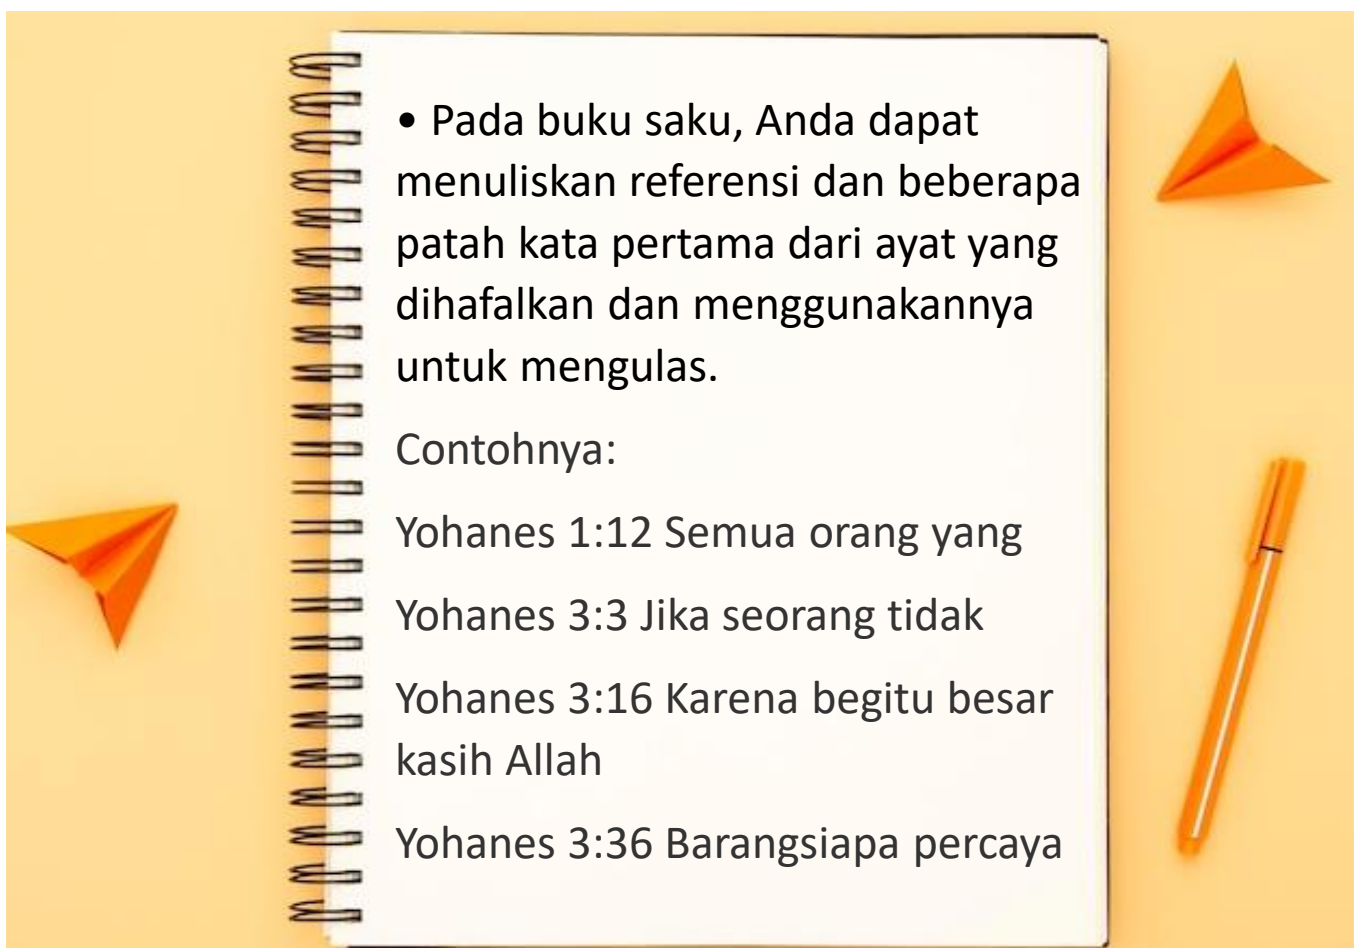 • Pada buku saku, Anda dapat
menuliskan referensi dan beberapa
patah kata pertama dari ayat yang
dihafalkan dan menggunakannya
untuk mengulas.
Contohnya:
Yohanes 1:12 Semua orang yang
Yohanes 3:3 Jika seorang tidak
Yohanes 3:16 Karena begitu besar
kasih Allah
Yohanes 3:36 Barangsiapa percaya